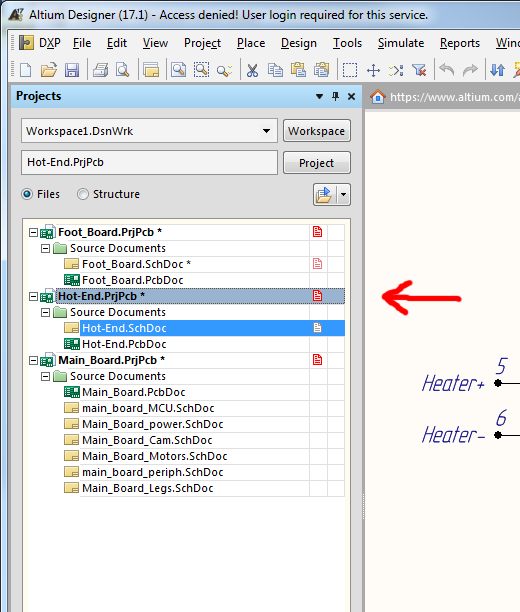 Altium Designer (17.1) - Access denied! User login required for this service.
DXP File Edit View Project Place Design Tools Simulate Reports
Projects
https://www.altium.com/
Workspace1.DsnWrk Workspace
Hot-End.PrjPcb Project
Files Structure
Foot_Board.PrjPcb *
Source Documents
Foot_Board.SchDoc *
Foot_Board.PcbDoc
Hot-End.PrjPcb *
Source Documents
Hot-End.SchDoc
Hot-End.PcbDoc
Main_Board.PrjPcb *
Source Documents
Main_Board.PcbDoc
main_board_MCU.SchDoc
Main_Board_power.SchDoc
Main_Board_Cam.SchDoc
Main_Board_Motors.SchDoc
main_board_periph.SchDoc
Main_Board_Legs.SchDoc
Heater+ 5
Heater- 6